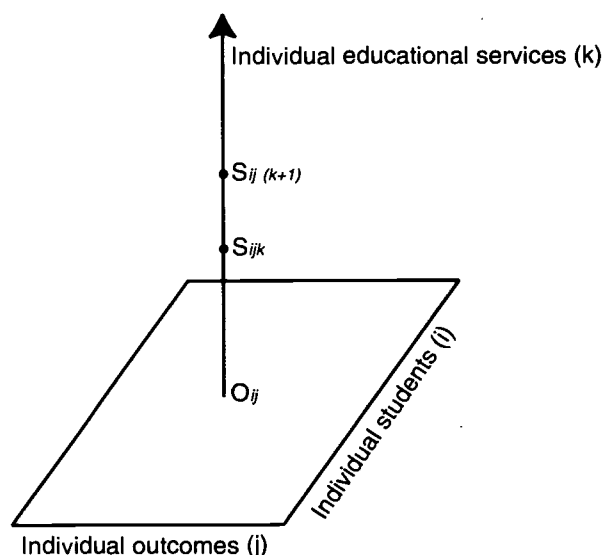 Individual educational services (k)
Sij (k+1)
Sijk
Oij
Individual students (i)
Individual outcomes (j)